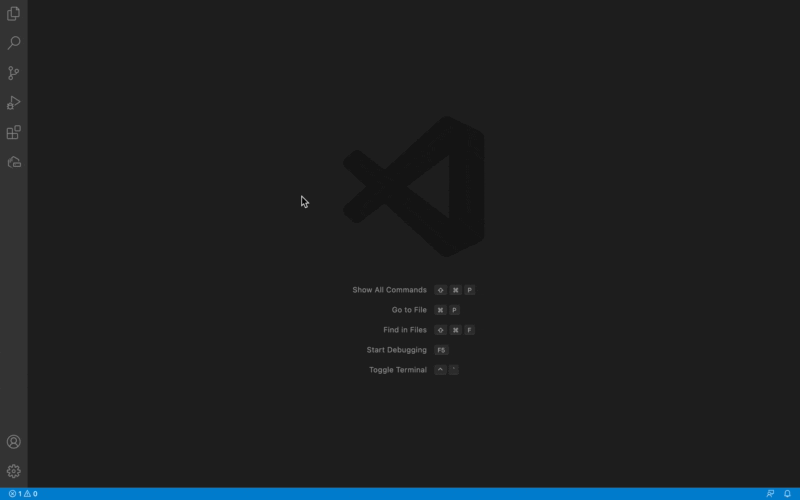 Show All Commands ⇧ ⌘ P
Go to File ⌘ P
Find in Files ⇧ ⌘ F
Start Debugging F5
Toggle Terminal ^ `
1 0